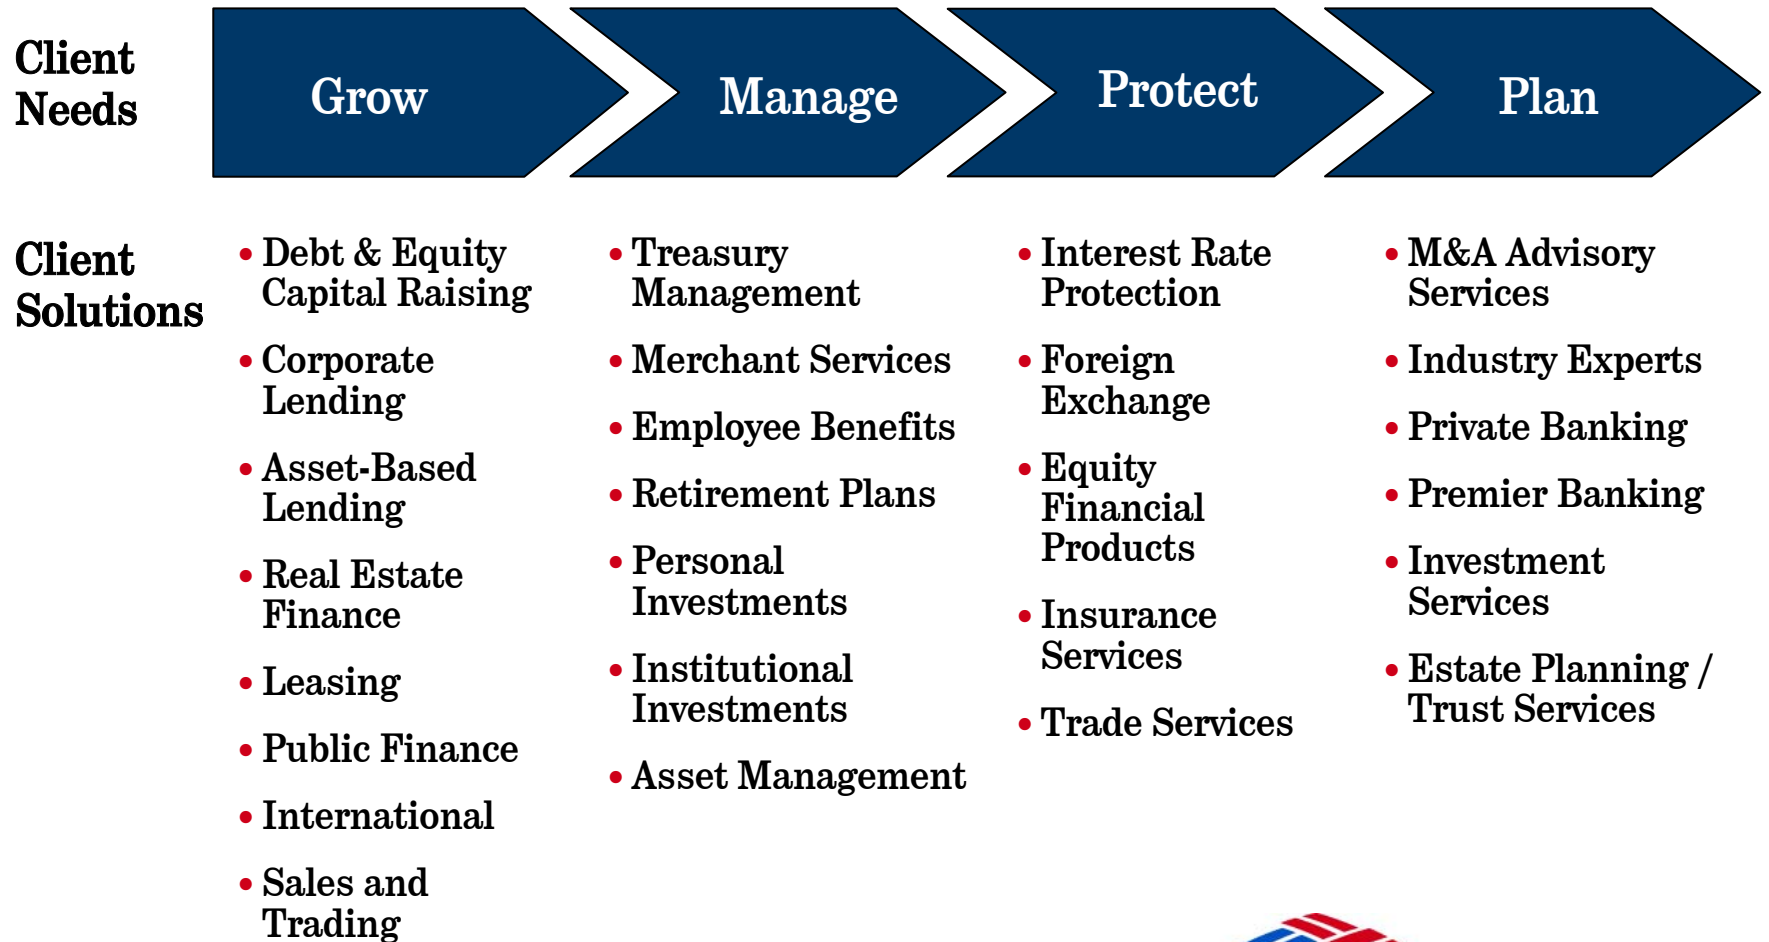 Client
Needs
Grow
Manage
Protect
Plan
Client
Solutions
• Debt & Equity
Capital Raising
• Corporate
Lending
• Asset-Based
Lending
• Real Estate
Finance
• Leasing
• Public Finance
• International
• Sales and
Trading
• Treasury
Management
• Merchant Services
• Employee Benefits
• Retirement Plans
• Personal
Investments
• Institutional
Investments
• Asset Management
• Interest Rate
Protection
• Foreign
Exchange
• Equity
Financial
Products
• Insurance
Services
• Trade Services
• M&A Advisory
Services
• Industry Experts
• Private Banking
• Premier Banking
• Investment
Services
• Estate Planning /
Trust Services